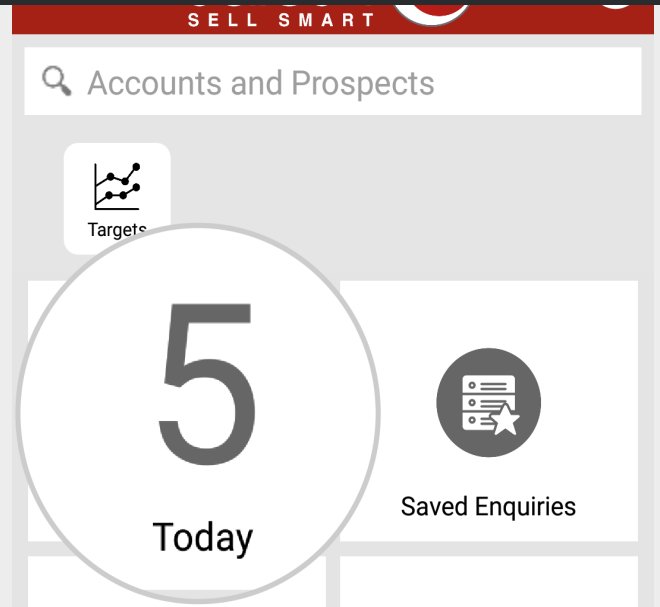 SELL SMART
Accounts and Prospects
Targets
5
Today
Saved Enquiries